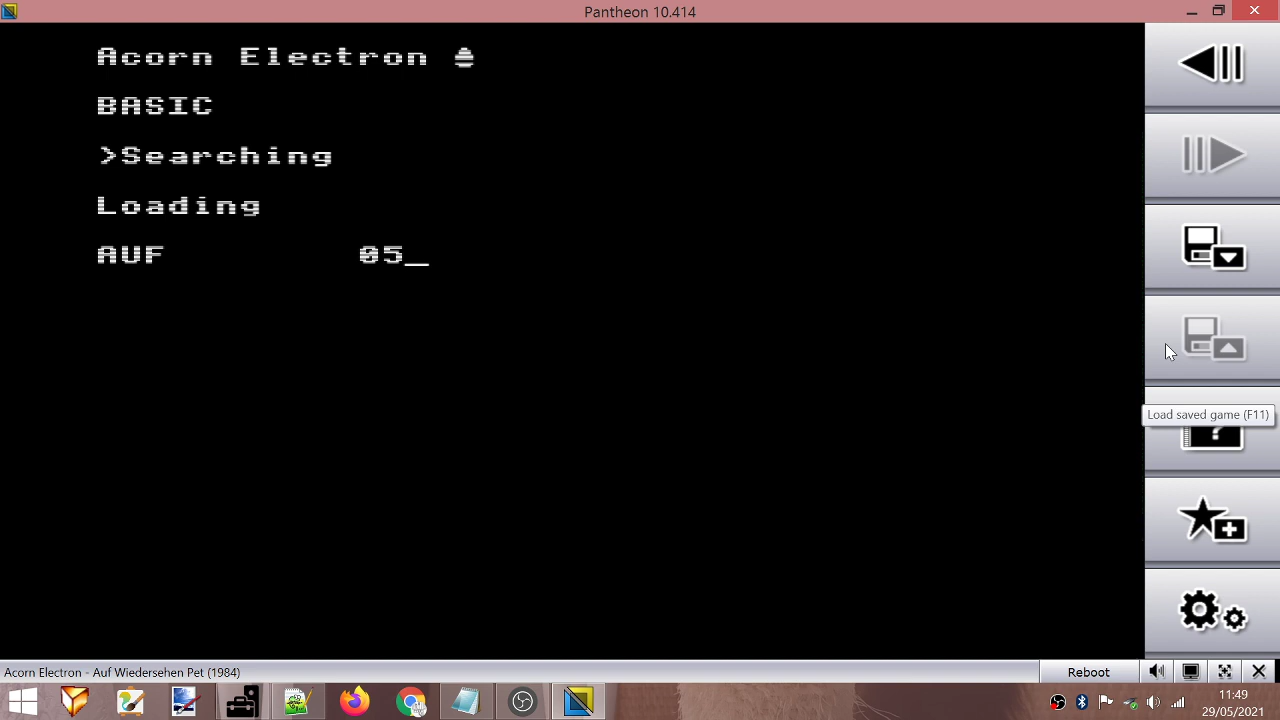 Pantheon 10.414
Acorn Electron
BASIC
>Searching
Loading
AUF 05_
Load saved game (F11)
?
Acorn Electron - Auf Wiedersehen Pet (1984)
Reboot
11:49
29/05/2021